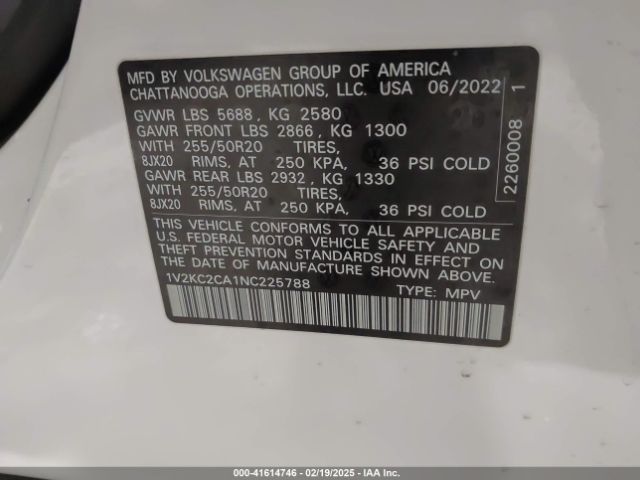 MFD BY VOLKSWAGEN GROUP OF AMERICA
CHATTANOOGA OPERATIONS, LLC. USA 06/2022
GVWR LBS 5688 , KG 2580
GAWR FRONT LBS 2866 , KG 1300
WITH 255/50R20 TIRES,
8JX20 RIMS, AT 250 KPA, 36 PSI COLD
GAWR REAR LBS 2932 , KG 1330
WITH 255/50R20 TIRES,
8JX20 RIMS, AT 250 KPA, 36 PSI COLD
THIS VEHICLE CONFORMS TO ALL APPLICABLE
U.S. FEDERAL MOTOR VEHICLE SAFETY AND
THEFT PREVENTION STANDARDS IN EFFECT ON
THE DATE OF MANUFACTURE SHOWN ABOVE.
1V2KC2CA1NC225788 TYPE: MPV
2260008 1
000-41614746 | 02/19/2025 - IAAI.COM